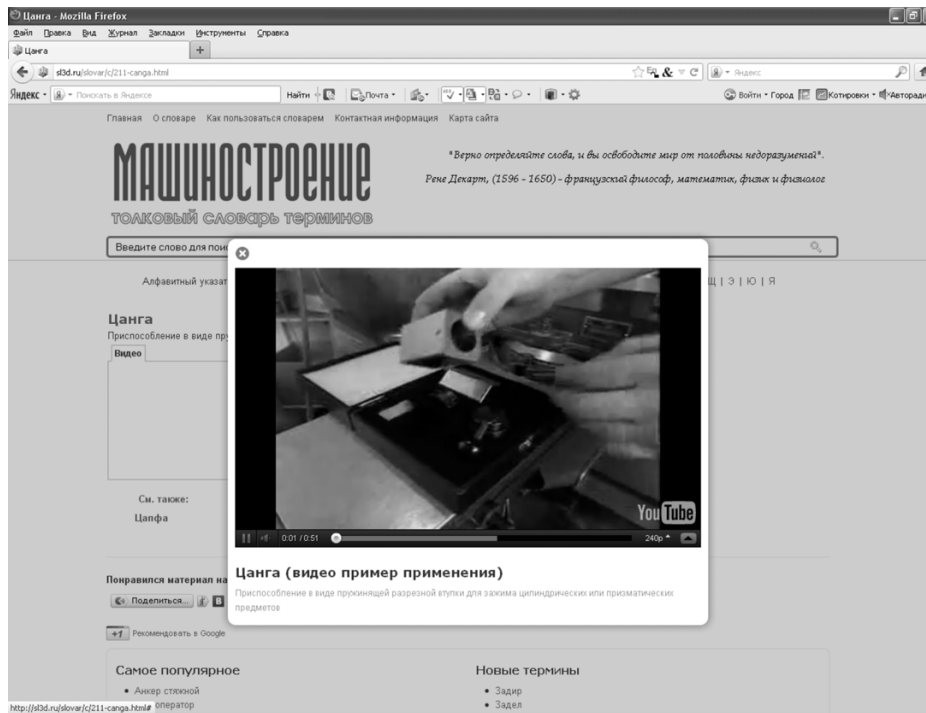 Цанга - Mozilla Firefox
Файл Правка Вид Журнал Закладки Инструменты Справка
Цанга
sl3d.ru/slovar/c/211-canga.html
Яндекс
Яндекс Поискать в Яндексе Найти Почта Войти Город Котировки
Главная О словаре Как пользоваться словарем Контактная информация Карта сайта
МАШИНОСТРОЕНИЕ
ТОЛКОВЫЙ СЛОВАРЬ ТЕРМИНОВ
"Верно определяйте слова, и вы освободите мир от половины недоразумений".
Рене Декарт, (1596 - 1650) - французский философ, математик, физик и физиолог
Введите слово для
Алфавитный Щ | Э | Ю | Я
Цанга
Приспособление в виде
Видео
См. также:
Цапфа
YouTube
0:01 / 0:51 240p
Цанга (видео пример применения)
Приспособление в виде пружинящей разрезной втулки для зажима цилиндрических или призматических
предметов
Понравился материал
Поделиться... B
+1 Рекомендовать в Google
Самое популярное
Анкер стяжной
оператор
Новые термины
Задир
Задел
http://sl3d.ru/slovar/c/211-canga.html#